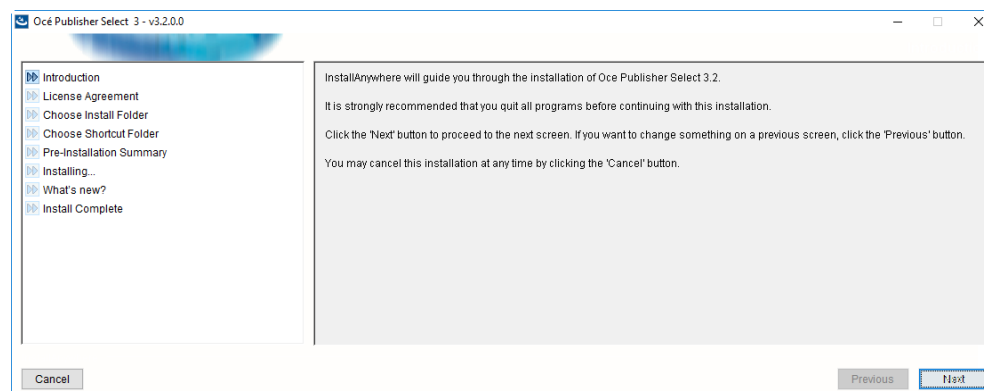 Océ Publisher Select 3 - v3.2.0.0
Introduction
License Agreement
Choose Install Folder
Choose Shortcut Folder
Pre-Installation Summary
Installing...
What's new?
Install Complete
InstallAnywhere will guide you through the installation of Oce Publisher Select 3.2.
It is strongly recommended that you quit all programs before continuing with this installation.
Click the 'Next' button to proceed to the next screen. If you want to change something on a previous screen, click the 'Previous' button.
You may cancel this installation at any time by clicking the 'Cancel' button.
Cancel
Previous
Next